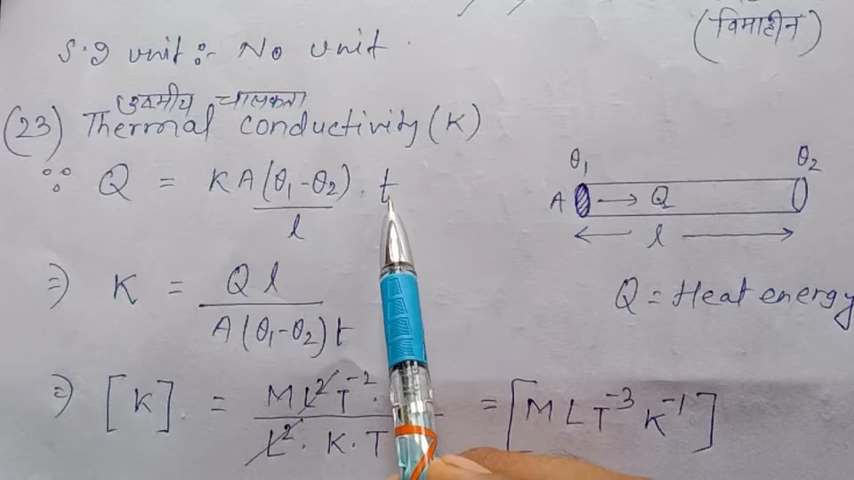 (विमाहीन)
S.I unit:- No unit.
(23) Thermal conductivity (K)
ऊष्मीय चालकता
∵ Q = KA(θ₁-θ₂)/l . t
θ₁ θ₂
A → Q
l
⇒ K = Ql / A(θ₁-θ₂)t
Q = Heat energy
⇒ [K] = ML²T⁻² . / L² . K . T = [MLT⁻³K⁻¹]